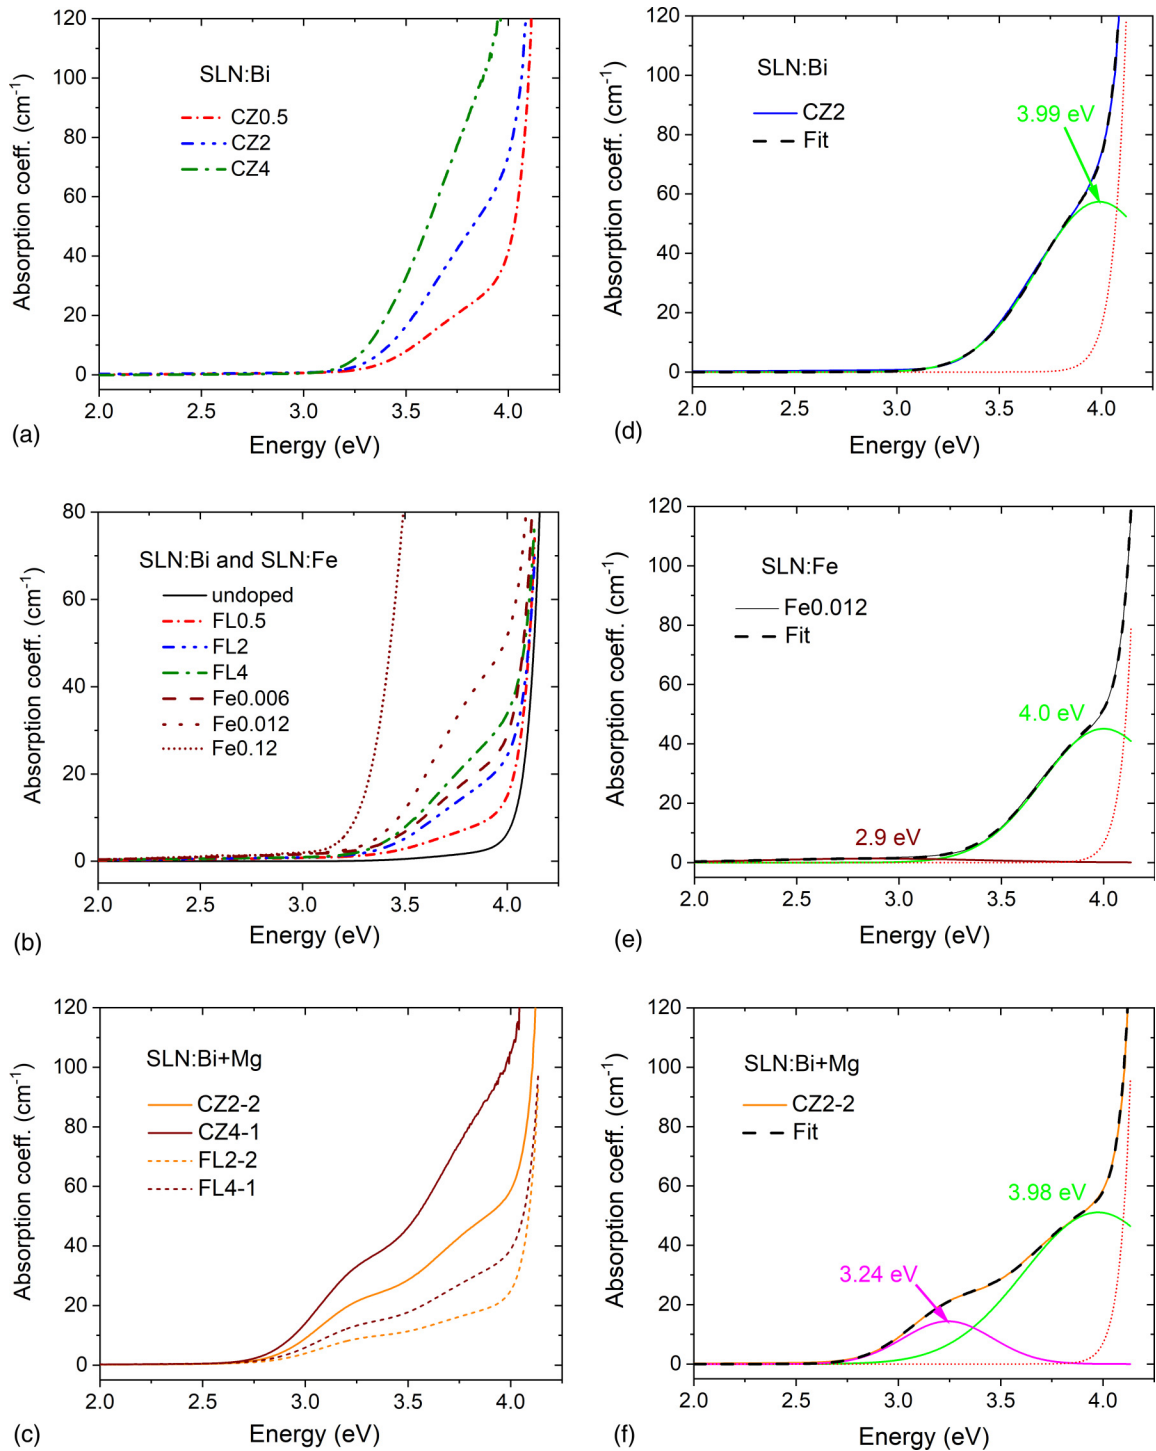 120
100
80
60
40
20
0
Absorption coeff. (cm-1)
SLN:Bi
CZ0.5
CZ2
CZ4
2.0 2.5 3.0 3.5 4.0
Energy (eV)
(a)
120
100
80
60
40
20
0
Absorption coeff. (cm-1)
SLN:Bi
CZ2
Fit
3.99 eV
2.0 2.5 3.0 3.5 4.0
Energy (eV)
(d)
80
60
40
20
0
Absorption coeff. (cm-1)
SLN:Bi and SLN:Fe
undoped
FL0.5
FL2
FL4
Fe0.006
Fe0.012
Fe0.12
2.0 2.5 3.0 3.5 4.0
Energy (eV)
(b)
120
100
80
60
40
20
0
Absorption coeff. (cm-1)
SLN:Fe
Fe0.012
Fit
4.0 eV
2.9 eV
2.0 2.5 3.0 3.5 4.0
Energy (eV)
(e)
120
100
80
60
40
20
0
Absorption coeff. (cm-1)
SLN:Bi+Mg
CZ2-2
CZ4-1
FL2-2
FL4-1
2.0 2.5 3.0 3.5 4.0
Energy (eV)
(c)
120
100
80
60
40
20
0
Absorption coeff. (cm-1)
SLN:Bi+Mg
CZ2-2
Fit
3.98 eV
3.24 eV
2.0 2.5 3.0 3.5 4.0
Energy (eV)
(f)